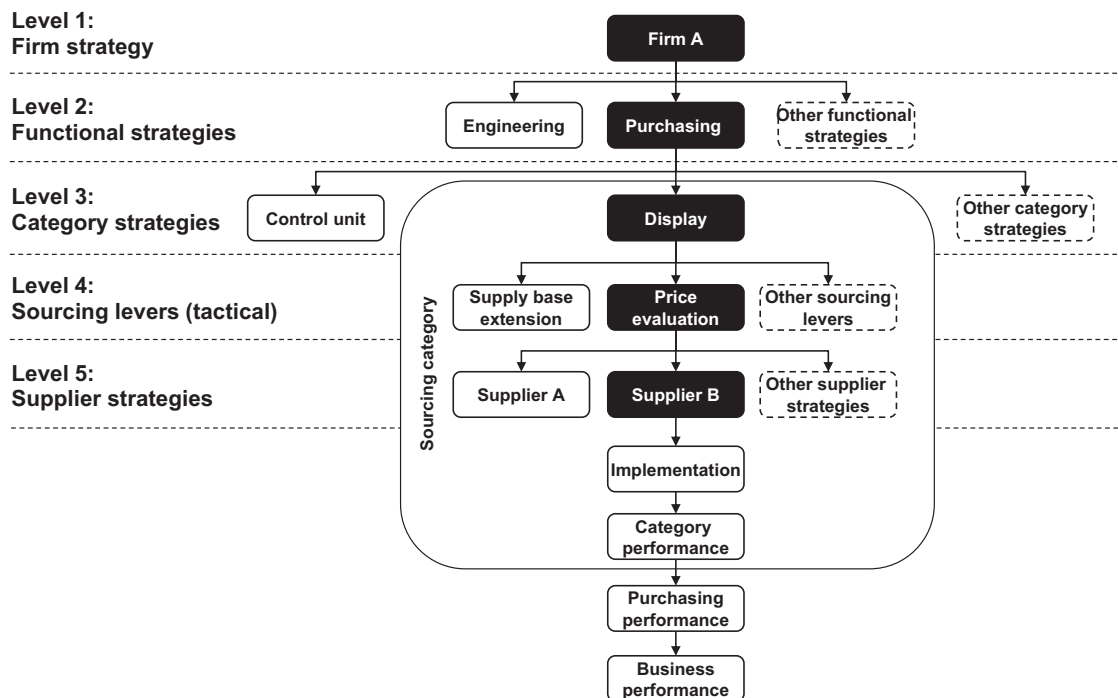 Level 1:
Firm strategy
Firm A
Level 2:
Functional strategies
Engineering
Purchasing
Other functional
strategies
Level 3:
Category strategies
Control unit
Display
Other category
strategies
Sourcing category
Level 4:
Sourcing levers (tactical)
Supply base
extension
Price
evaluation
Other sourcing
levers
Level 5:
Supplier strategies
Supplier A
Supplier B
Other supplier
strategies
Implementation
Category
performance
Purchasing
performance
Business
performance